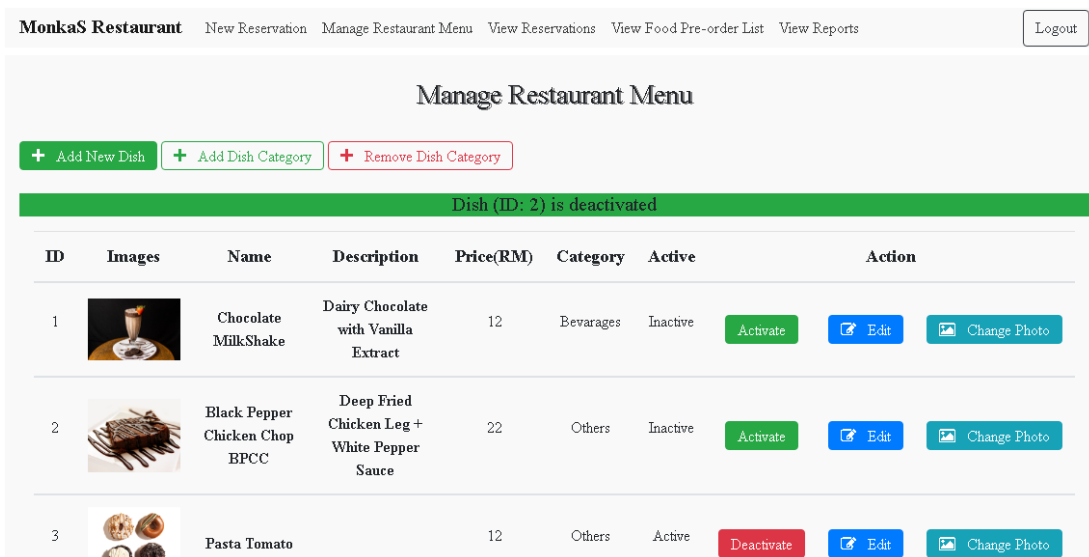 MonkaS Restaurant New Reservation Manage Restaurant Menu View Reservations View Food Pre-order List View Reports Logout
Manage Restaurant Menu
Add New Dish Add Dish Category Remove Dish Category
Dish (ID: 2) is deactivated
ID Images Name Description Price(RM) Category Active Action
1
Chocolate
MilkShake
Dairy Chocolate
with Vanilla
Extract
12 Bevarages Inactive Activate Edit Change Photo
2
Black Pepper
Chicken Chop
BPCC
Deep Fried
Chicken Leg +
White Pepper
Sauce
22 Others Inactive Activate Edit Change Photo
3
Pasta Tomato
12 Others Active Deactivate Edit Change Photo